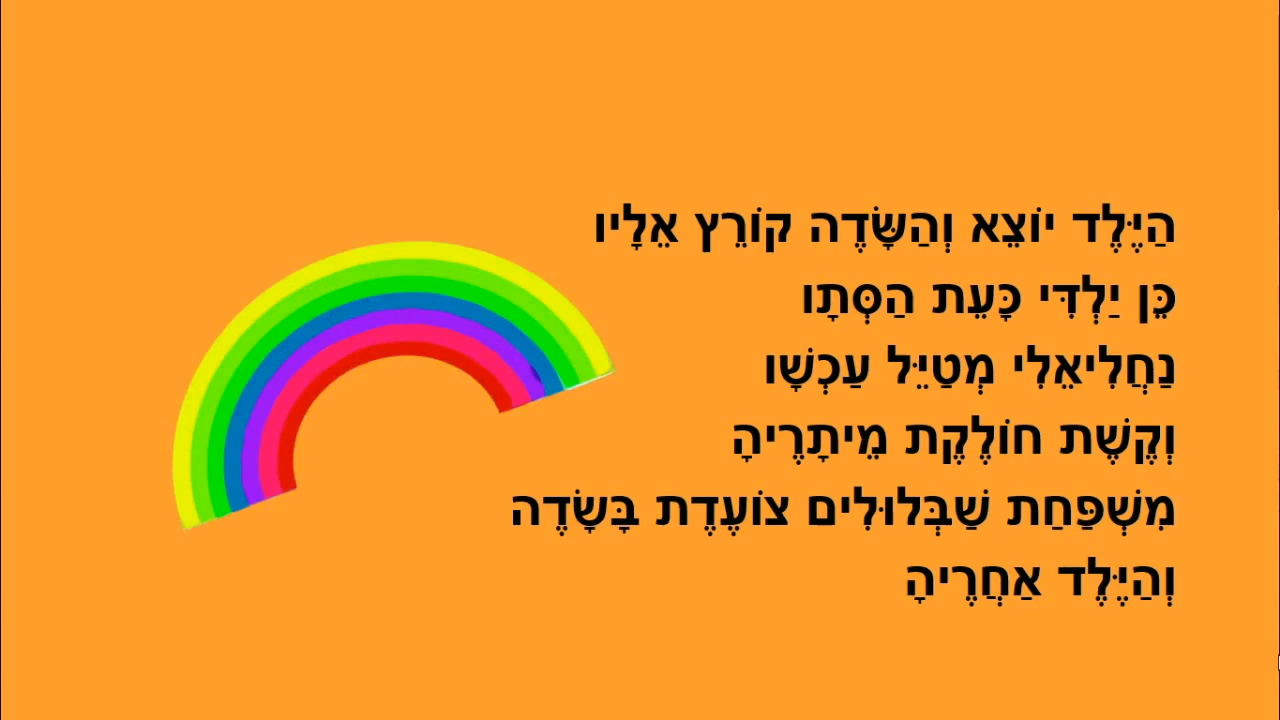 הַיֶּלֶד יוֹצֵא וְהַשָּׂדֶה קוֹרֵץ אֵלָיו
כֵּן יַלְדִּי כָּעֵת הַסְּתָו
נַחֲלִיאֵלִי מְטַיֵּל עַכְשָׁו
וְקֶשֶׁת חוֹלֶקֶת מֵיתָרֶיהָ
מִשְׁפַּחַת שַׁבְּלוּלִים צוֹעֶדֶת בָּשָׂדֶה
וְהַיֶּלֶד אַחֲרֶיהָ